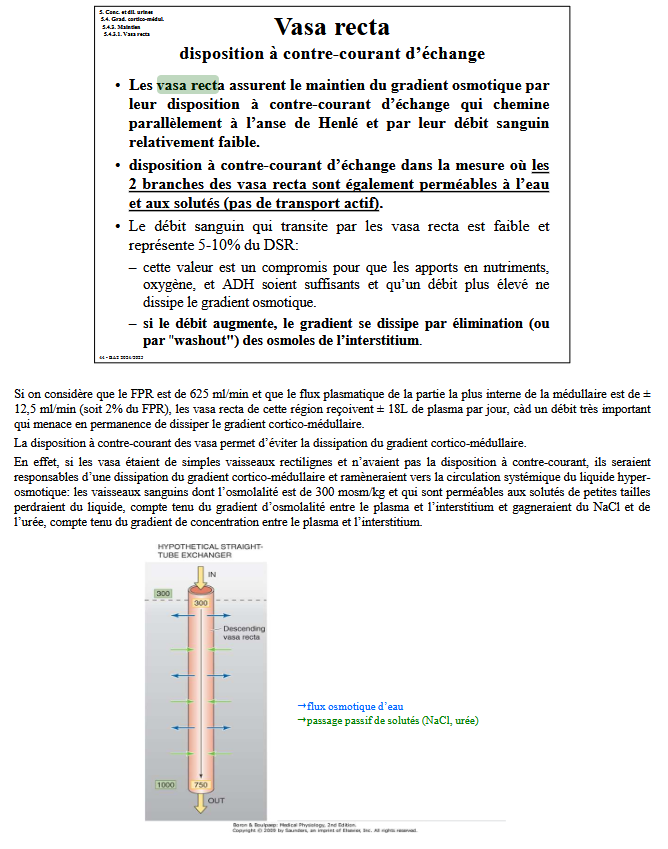 5. Conc. et dil. urines
5.4. Grad. cortico-médul.
5.4.3. Maintien
5.4.3.1. Vasa recta
Vasa recta
disposition à contre-courant d’échange
• Les vasa recta assurent le maintien du gradient osmotique par
leur disposition à contre-courant d’échange qui chemine
parallèlement à l’anse de Henlé et par leur débit sanguin
relativement faible.
• disposition à contre-courant d’échange dans la mesure où les
2 branches des vasa recta sont également perméables à l’eau
et aux solutés (pas de transport actif).
• Le débit sanguin qui transite par les vasa recta est faible et
représente 5-10% du DSR:
– cette valeur est un compromis pour que les apports en nutriments,
oxygène, et ADH soient suffisants et qu’un débit plus élevé ne
dissipe le gradient osmotique.
– si le débit augmente, le gradient se dissipe par élimination (ou
par "washout") des osmoles de l’interstitium.
Si on considère que le FPR est de 625 ml/min et que le flux plasmatique de la partie la plus interne de la médullaire est de ±
12,5 ml/min (soit 2% du FPR), les vasa recta de cette région reçoivent ± 18L de plasma par jour, càd un débit très important
qui menace en permanence de dissiper le gradient cortico-médullaire.
La disposition à contre-courant des vasa permet d’éviter la dissipation du gradient cortico-médullaire.
En effet, si les vasa étaient de simples vaisseaux rectilignes et n’avaient pas la disposition à contre-courant, ils seraient
responsables d’une dissipation du gradient cortico-médullaire et ramèneraient vers la circulation systémique du liquide hyper-
osmotique: les vaisseaux sanguins dont l’osmolalité est de 300 mosm/kg et qui sont perméables aux solutés de petites tailles
perdraient du liquide, compte tenu du gradient d’osmolalité entre le plasma et l’interstitium et gagneraient du NaCl et de
l’urée, compte tenu du gradient de concentration entre le plasma et l’interstitium.
HYPOTHETICAL STRAIGHT-
TUBE EXCHANGER
IN
300
300
Descending
vasa recta
→flux osmotique d’eau
→passage passif de solutés (NaCl, urée)
1000
750
OUT
Boron & Boulpaep: Medical Physiology, 2nd Edition.
Copyright © 2009 by Saunders, an imprint of Elsevier, Inc. All rights reserved.